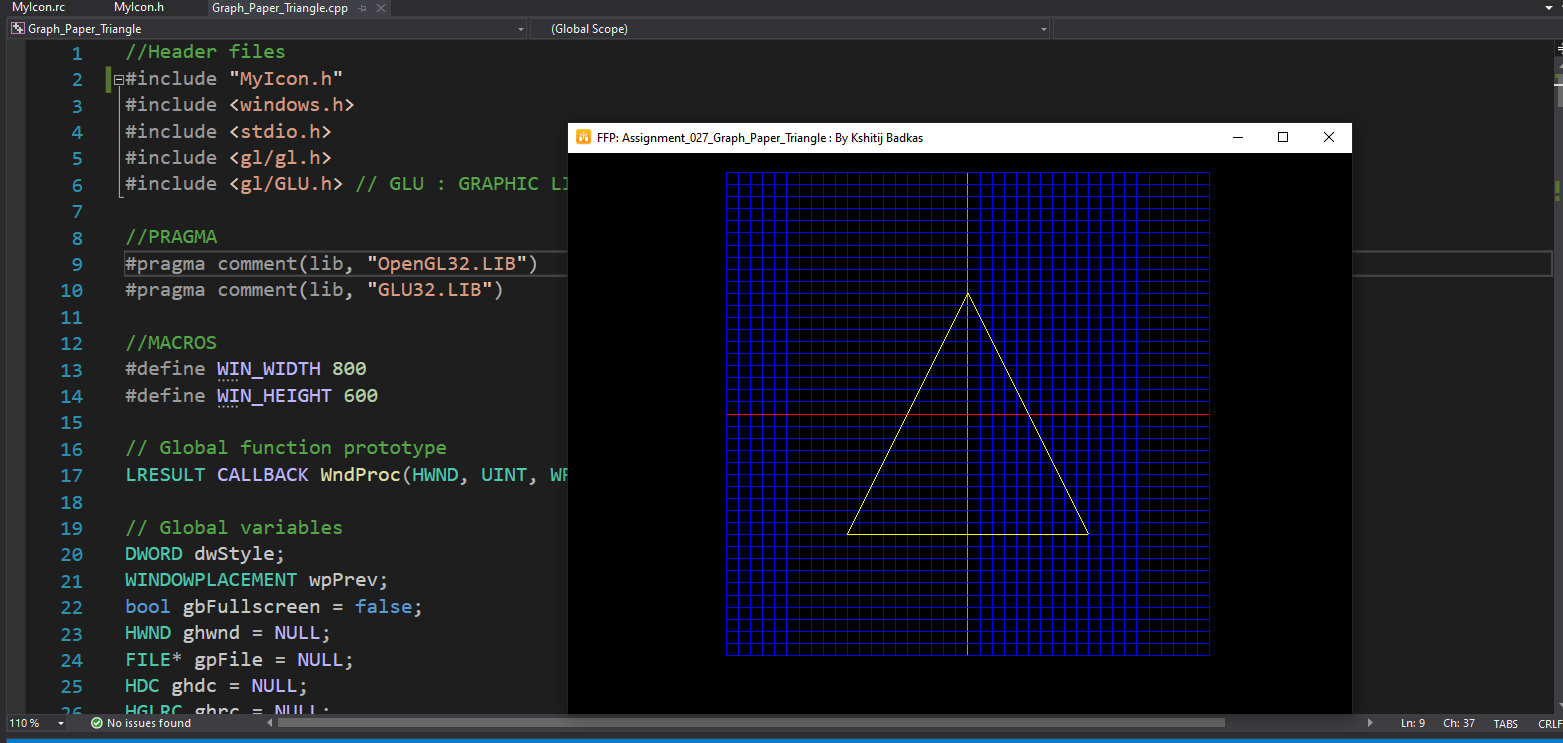 MyIcon.rc MyIcon.h Graph_Paper_Triangle.cpp
Graph_Paper_Triangle (Global Scope)
1 //Header files
2 #include "MyIcon.h"
3 #include <windows.h>
4 #include <stdio.h>
5 #include <gl/gl.h>
6 #include <gl/GLU.h> // GLU : GRAPHIC LI
7
8 //PRAGMA
9 #pragma comment(lib, "OpenGL32.LIB")
10 #pragma comment(lib, "GLU32.LIB")
11
12 //MACROS
13 #define WIN_WIDTH 800
14 #define WIN_HEIGHT 600
15
16 // Global function prototype
17 LRESULT CALLBACK WndProc(HWND, UINT, WP
18
19 // Global variables
20 DWORD dwStyle;
21 WINDOWPLACEMENT wpPrev;
22 bool gbFullscreen = false;
23 HWND ghwnd = NULL;
24 FILE* gpFile = NULL;
25 HDC ghdc = NULL;
26 HGLRC ghrc = NULL;
FFP: Assignment_027_Graph_Paper_Triangle : By Kshitij Badkas
110 % No issues found Ln: 9 Ch: 37 TABS CRLF